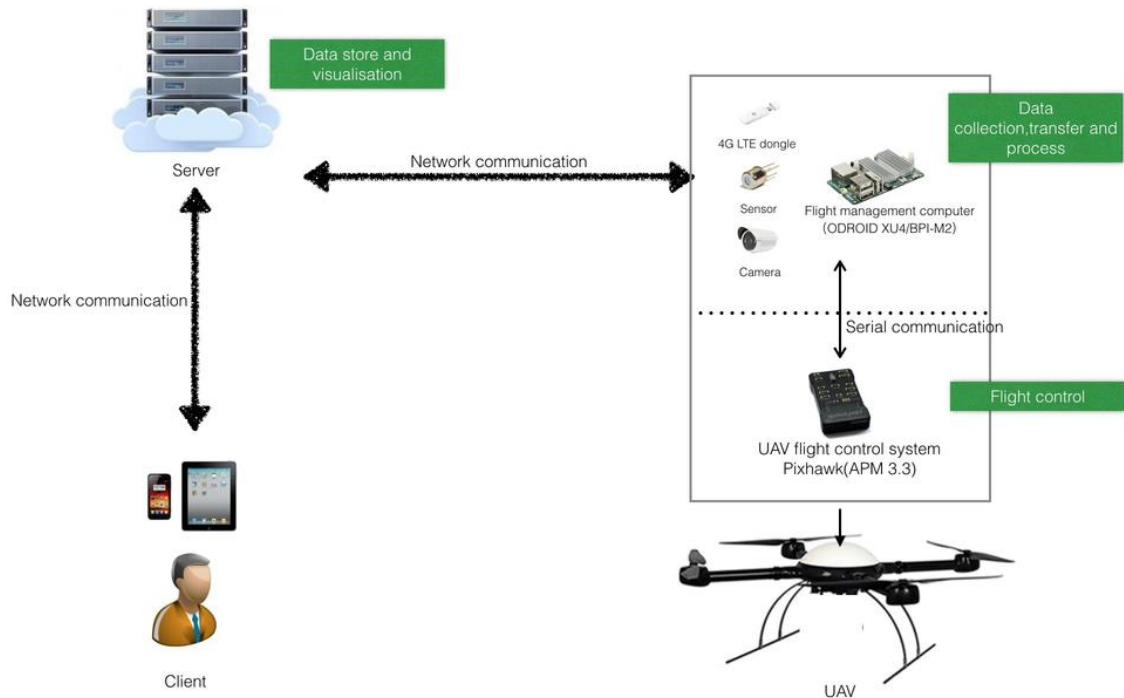 Data store and
visualisation
Server
Network communication
Network communication
Client
4G LTE dongle
Sensor
Camera
Flight management computer
(ODROID XU4/BPI-M2)
Data
collection,transfer and
process
Serial communication
Flight control
UAV flight control system
Pixhawk(APM 3.3)
UAV